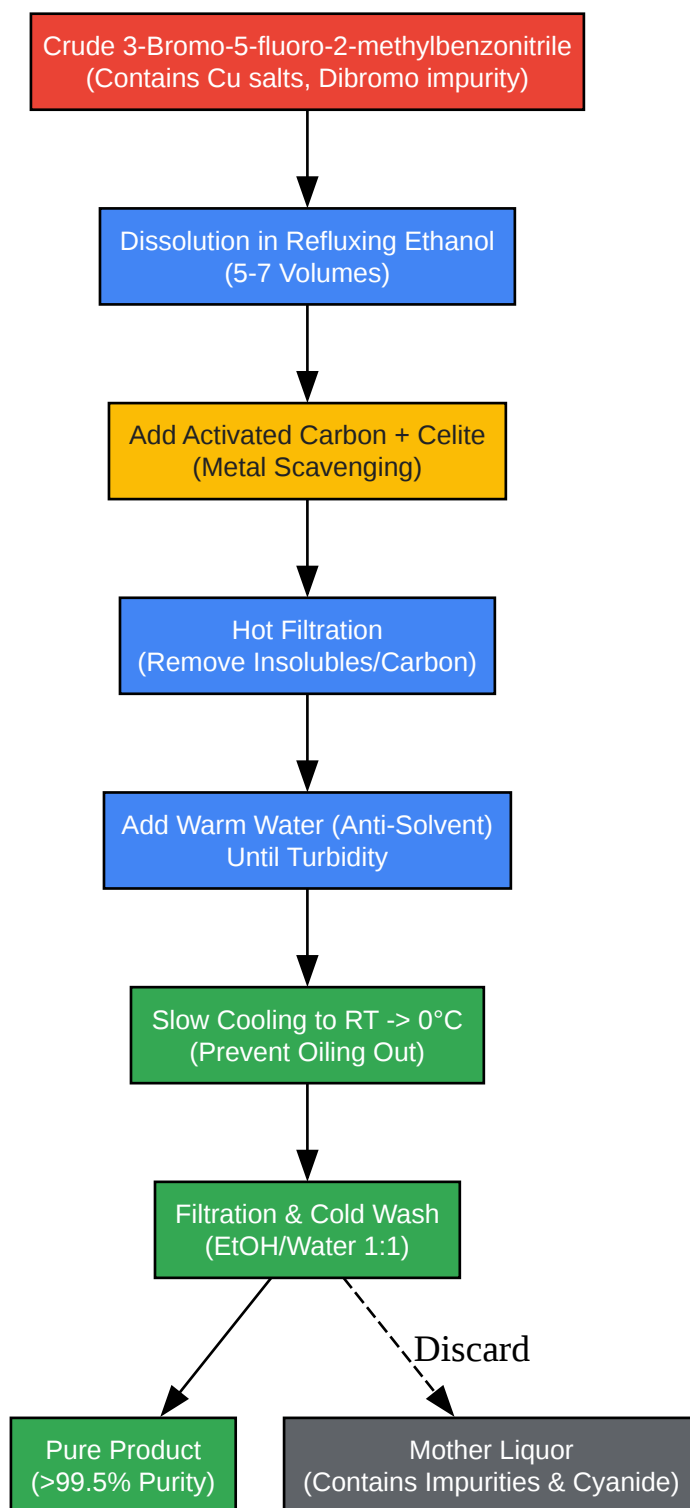 Crude 3-Bromo-5-fluoro-2-methylbenzonitrile
(Contains Cu salts, Dibromo impurity)
Dissolution in Refluxing Ethanol
(5-7 Volumes)
Add Activated Carbon + Celite
(Metal Scavenging)
Hot Filtration
(Remove Insolubles/Carbon)
Add Warm Water (Anti-Solvent)
Until Turbidity
Slow Cooling to RT -> 0°C
(Prevent Oiling Out)
Filtration & Cold Wash
(EtOH/Water 1:1)
Discard
Pure Product
(>99.5% Purity)
Mother Liquor
(Contains Impurities & Cyanide)